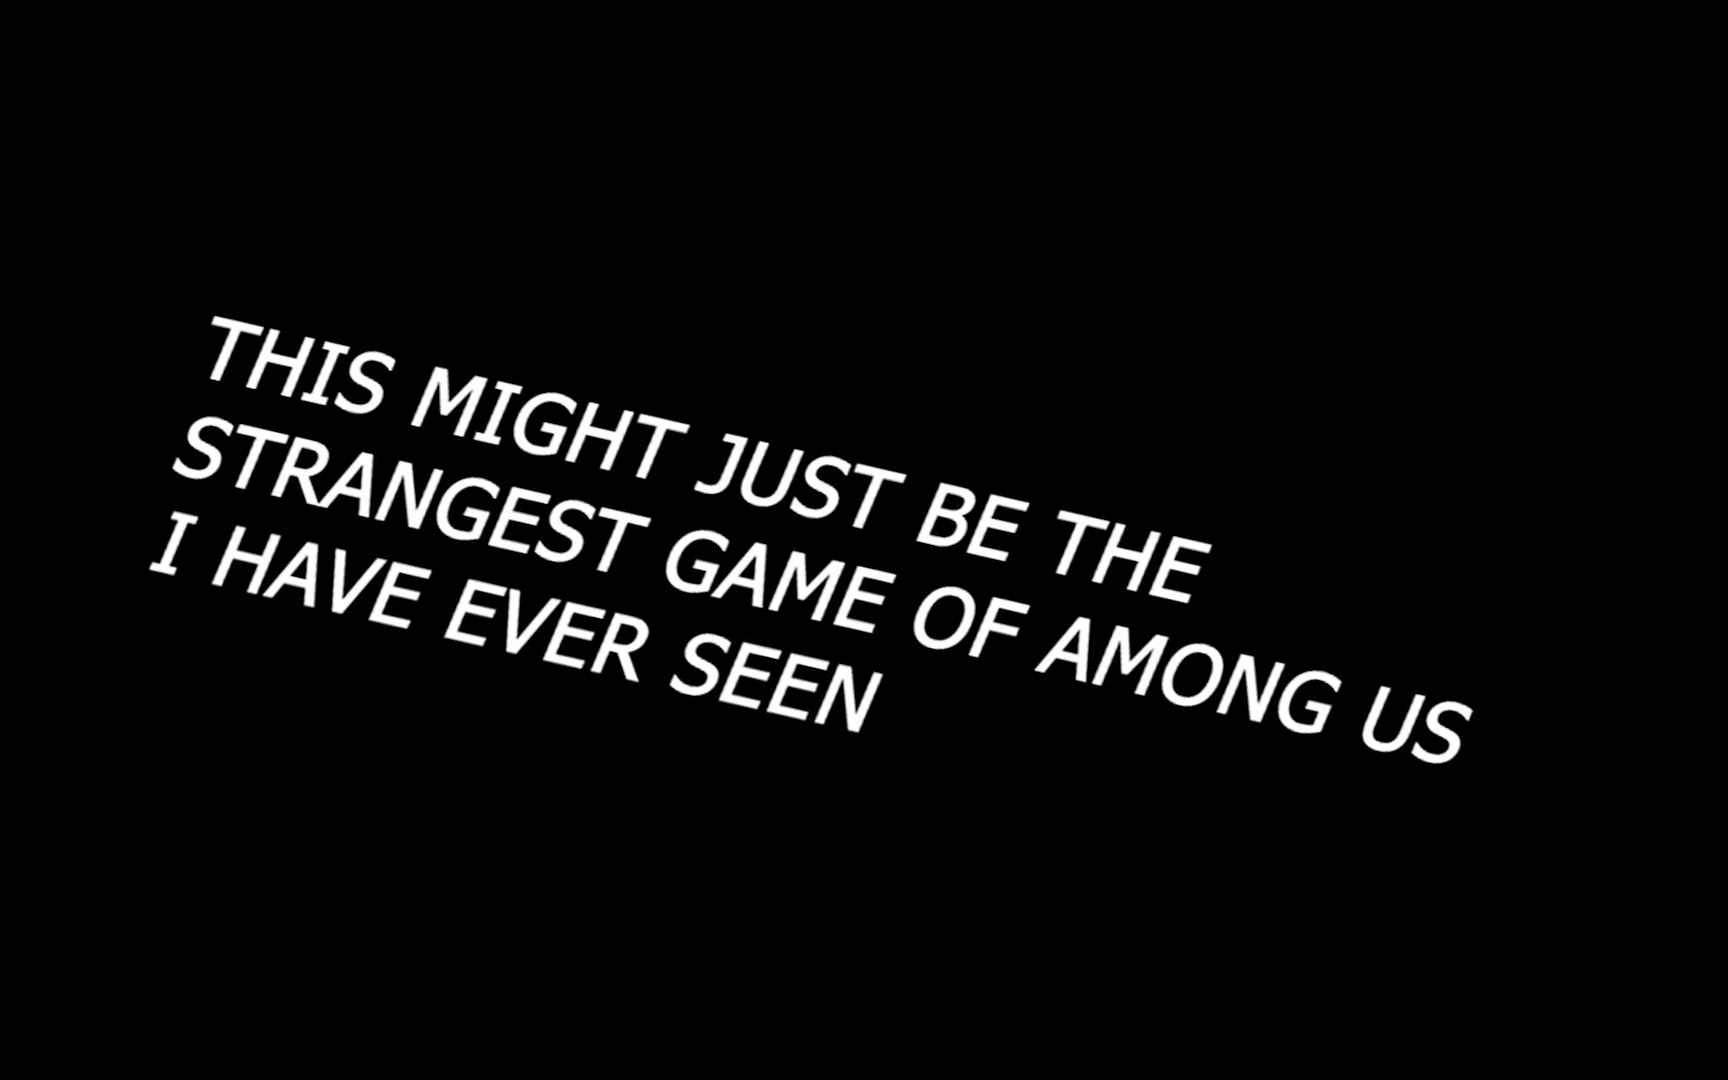 THIS MIGHT JUST BE THE
STRANGEST GAME OF AMONG US
I HAVE EVER SEEN